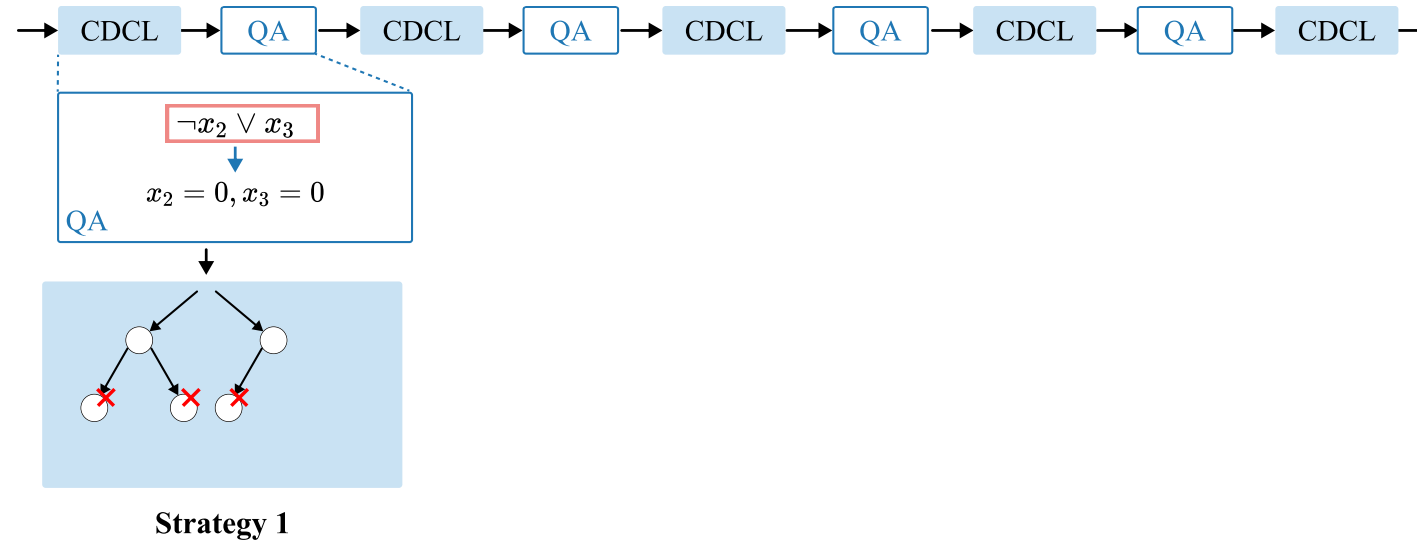 CDCL QA CDCL QA CDCL QA CDCL QA CDCL
¬x₂ ∨ x₃
x₂ = 0, x₃ = 0
QA
Strategy 1